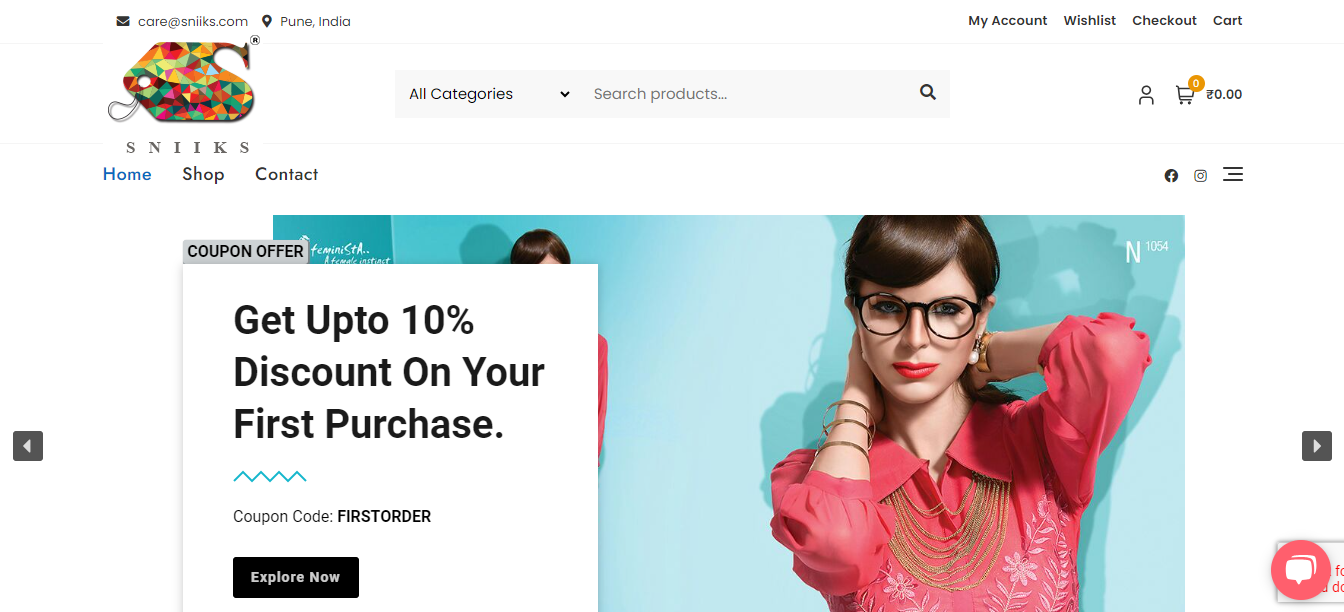 care@sniiks.com Pune, India
My Account Wishlist Checkout Cart
®
SNIIKS
All Categories
Search products...
0
₹0.00
Home Shop Contact
COUPON OFFER
feminiStA..
A female instinct
N 1054
Get Upto 10%
Discount On Your
First Purchase.
Coupon Code: FIRSTORDER
Explore Now